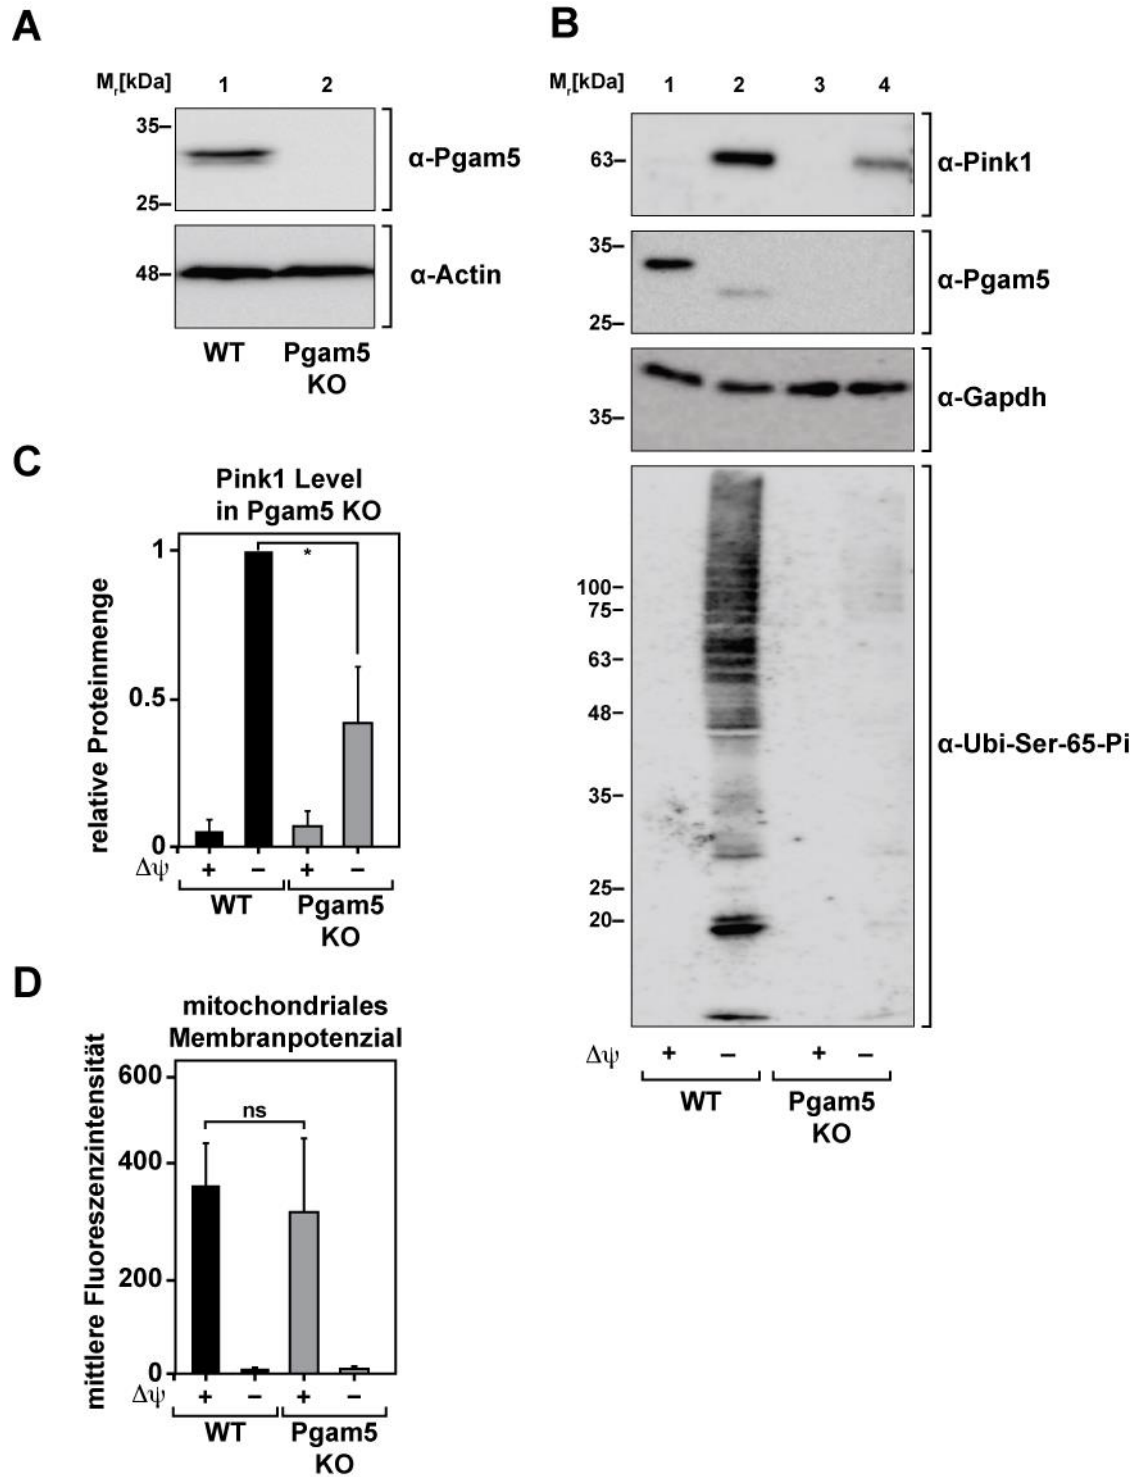 A
M_r[kDa] 1 2
35–
α-Pgam5
25–
48–
α-Actin
WT Pgam5
KO
B
M_r[kDa] 1 2 3 4
63–
α-Pink1
35–
α-Pgam5
25–
α-Gapdh
35–
100–
75–
63–
48–
α-Ubi-Ser-65-Pi
35–
25–
20–
Δψ + – + –
WT Pgam5
KO
C
Pink1 Level
in Pgam5 KO
relative Proteinmenge
1
*
0.5
0
Δψ + – + –
WT Pgam5
KO
D
mitochondriales
Membranpotenzial
mittlere Fluoreszenzintensität
600
ns
400
200
0
Δψ + – + –
WT Pgam5
KO